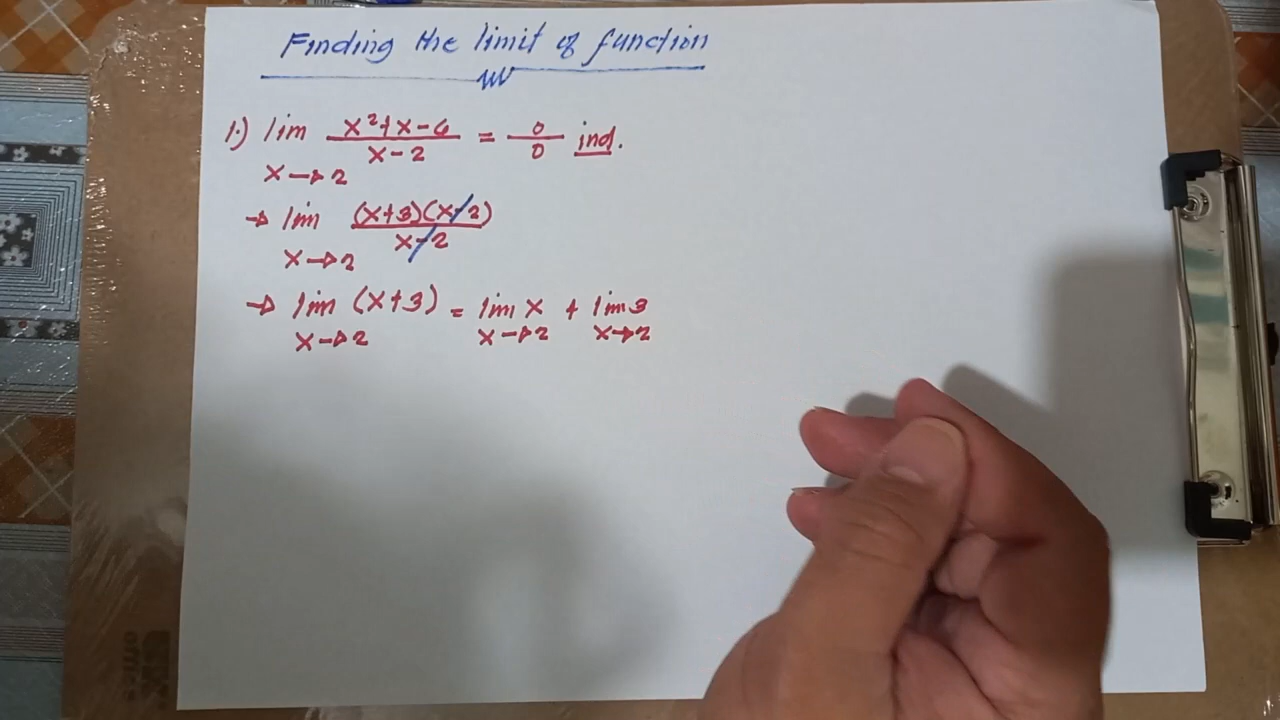 Finding the limit of function
1.) lim x²+x-6 / x-2 = 0/0 ind.
x→2
→ lim (x+3)(x-2) / x-2
x→2
→ lim (x+3) = lim x + lim 3
x→2 x→2 x→2